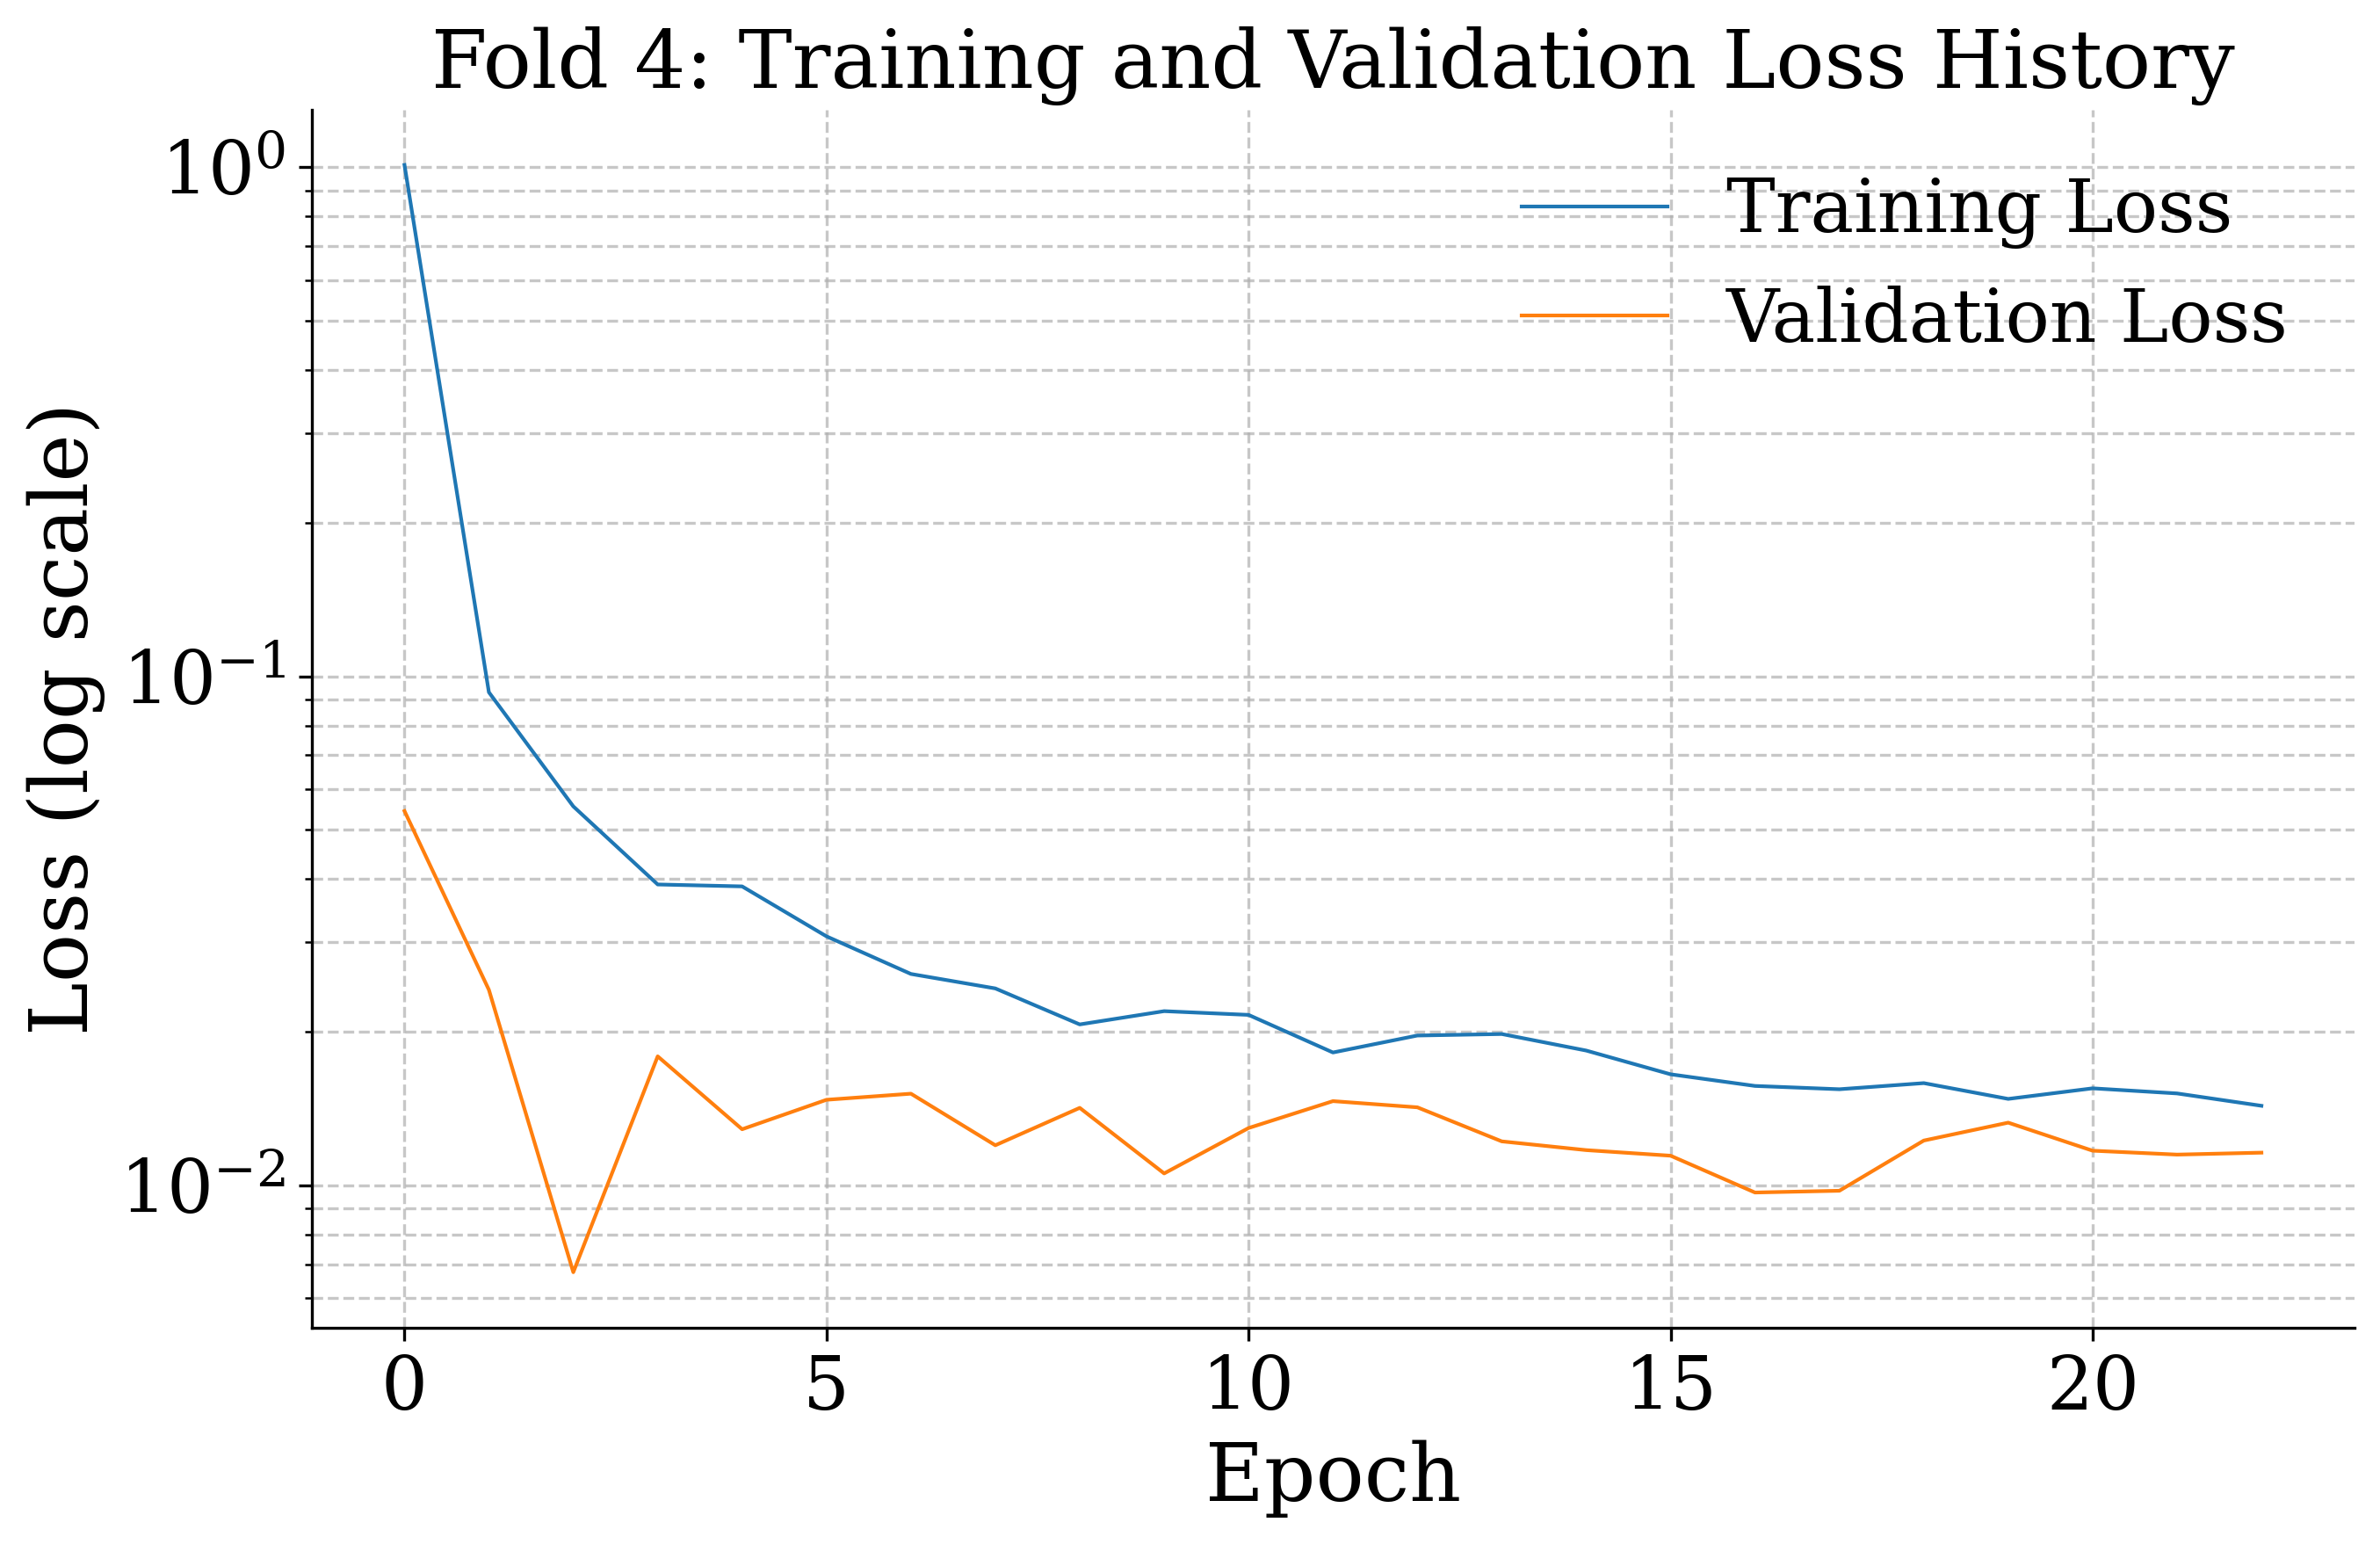 Fold 4: Training and Validation Loss History
10⁰
Training Loss
Validation Loss
10⁻¹
Loss (log scale)
10⁻²
0 5 10 15 20
Epoch